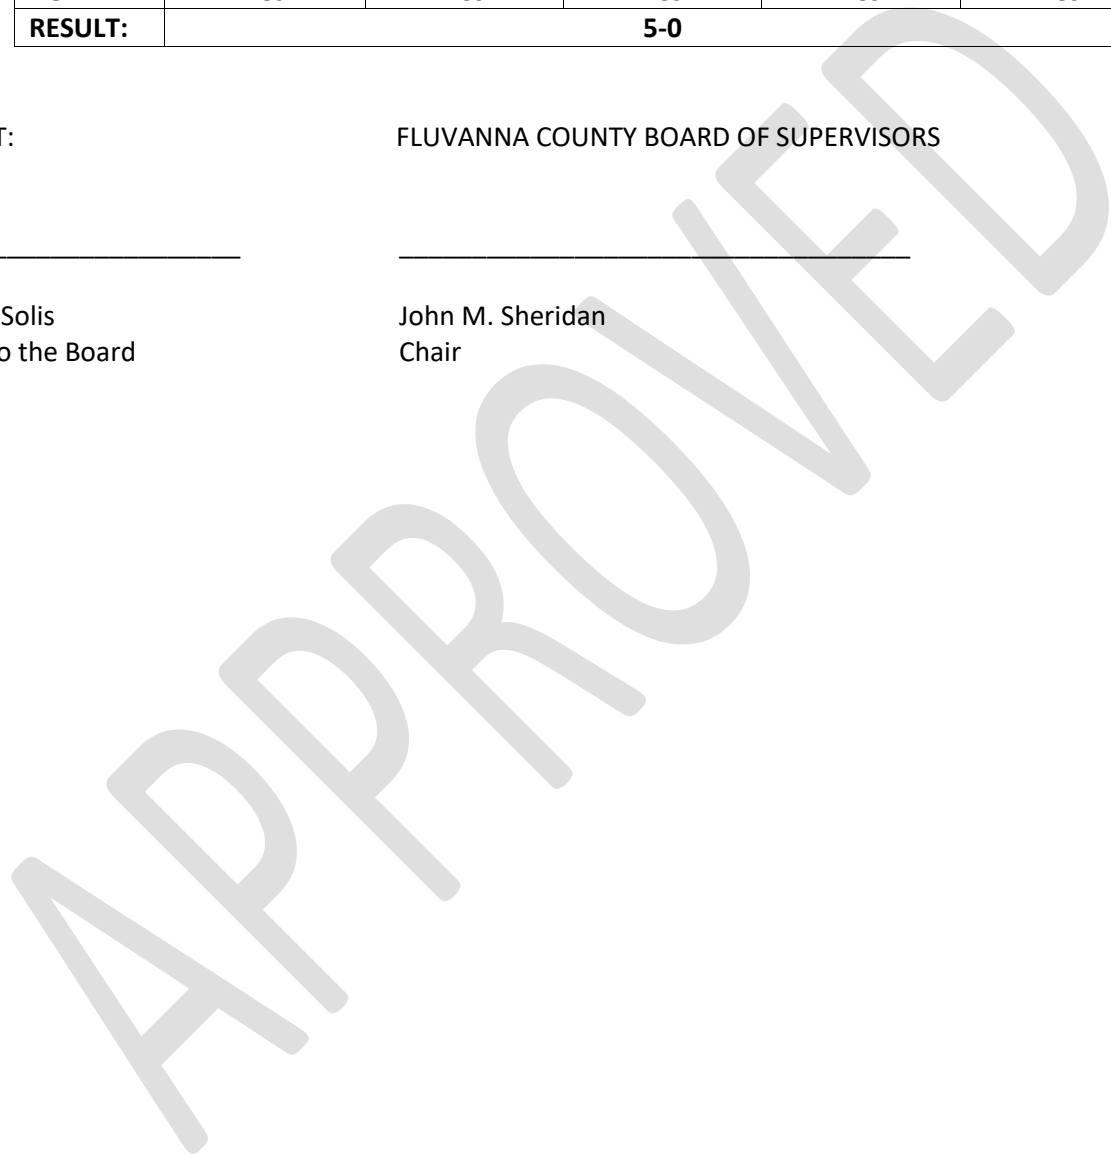 RESULT: 5-0
T: FLUVANNA COUNTY BOARD OF SUPERVISORS
Solis John M. Sheridan
o the Board Chair
APPROVED